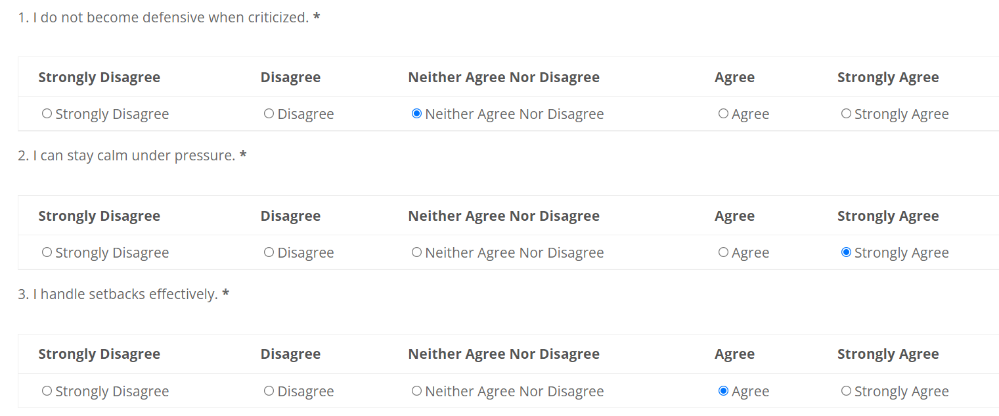 1. I do not become defensive when criticized. *
Strongly Disagree Disagree Neither Agree Nor Disagree Agree Strongly Agree
Strongly Disagree Disagree Neither Agree Nor Disagree Agree Strongly Agree
2. I can stay calm under pressure. *
Strongly Disagree Disagree Neither Agree Nor Disagree Agree Strongly Agree
Strongly Disagree Disagree Neither Agree Nor Disagree Agree Strongly Agree
3. I handle setbacks effectively. *
Strongly Disagree Disagree Neither Agree Nor Disagree Agree Strongly Agree
Strongly Disagree Disagree Neither Agree Nor Disagree Agree Strongly Agree